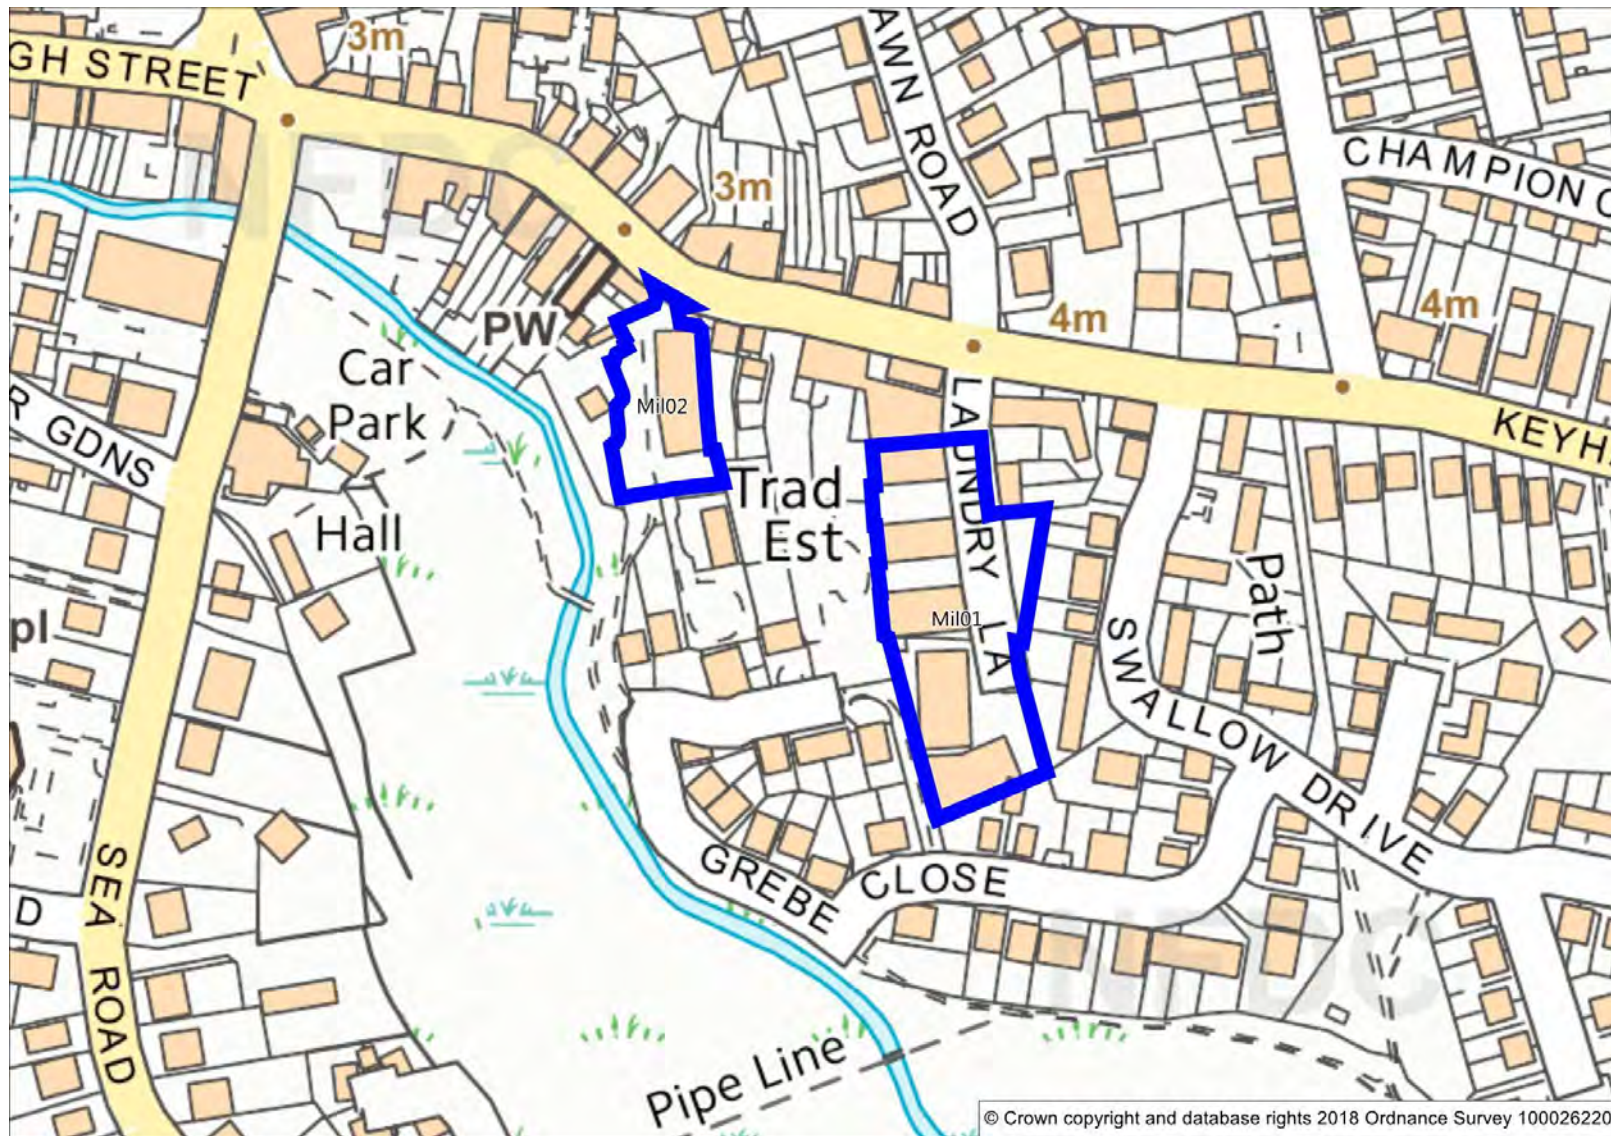 3m
GH STREET
AWN ROAD
CHAMPION C
3m
4m
4m
PW
Car
Park
R GDNS
Mil02
KEYH
Trad
Est
LAUNDRY LA
Hall
Path
Mil01
pl
SWALLOW DRIVE
GREBE CLOSE
SEA ROAD
D
Pipe Line
NFDC
NFDC
© Crown copyright and database rights 2018 Ordnance Survey 100026220